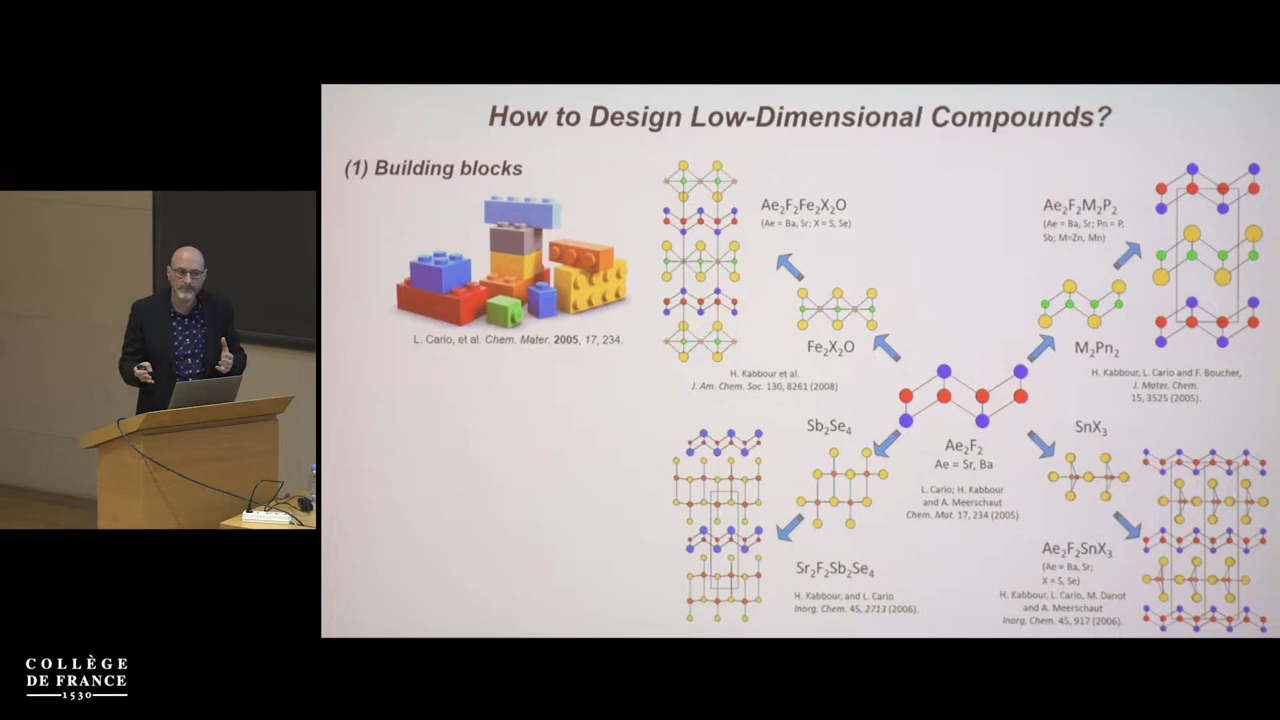 How to Design Low-Dimensional Compounds?
(1) Building blocks
L. Cario, et al. Chem. Mater. 2005, 17, 234.
Ae₂F₂Fe₂X₂O
(Ae = Ba, Sr; X = S, Se)
Fe₂X₂O
H. Kabbour et al.
J. Am. Chem. Soc. 130, 8261 (2008)
Ae₂F₂M₂P₂
(Ae = Ba, Sr; Pn = P,
Sb; M=Zn, Mn)
M₂Pn₂
H. Kabbour, L. Cario and F. Boucher,
J. Mater. Chem.
15, 3525 (2005).
Ae₂F₂
Ae = Sr, Ba
L. Cario; H. Kabbour
and A. Meerschaut
Chem. Mat. 17, 234 (2005)
Sb₂Se₄
Sr₂F₂Sb₂Se₄
H. Kabbour, and L. Cario
Inorg. Chem. 45, 2713 (2006).
SnX₃
Ae₂F₂SnX₃
(Ae = Ba, Sr;
X = S, Se)
H. Kabbour, L. Cario, M. Danot
and A. Meerschaut
Inorg. Chem. 45, 917 (2006).
COLLÈGE
DE FRANCE
1530